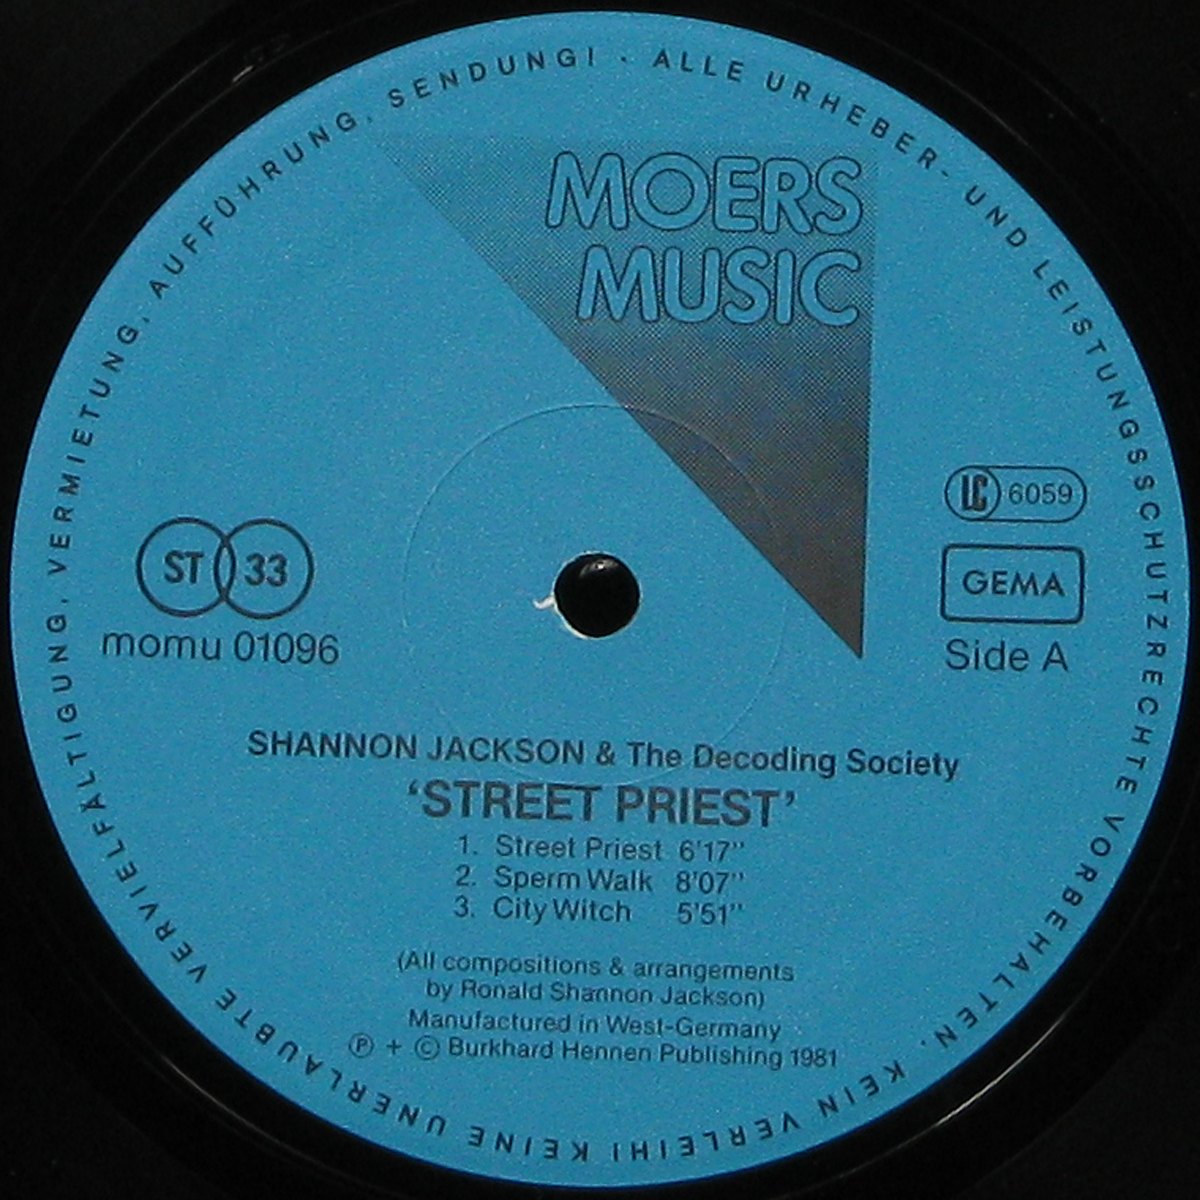 ALLE URHEBER- UND LEISTUNGSSCHUTZRECHTE VORBEHALTEN. KEIN VERLEIH! KEINE UNERLAUBTE VERVIELFÄLTIGUNG, VERMIETUNG, AUFFÜHRUNG, SENDUNG! ·
MOERS
MUSIC
LC 6059
ST 33
GEMA
momu 01096
Side A
SHANNON JACKSON & The Decoding Society
‘STREET PRIEST’
1. Street Priest 6'17"
2. Sperm Walk 8'07"
3. City Witch 5'51"
(All compositions & arrangements
by Ronald Shannon Jackson)
Manufactured in West-Germany
Ⓟ + © Burkhard Hennen Publishing 1981